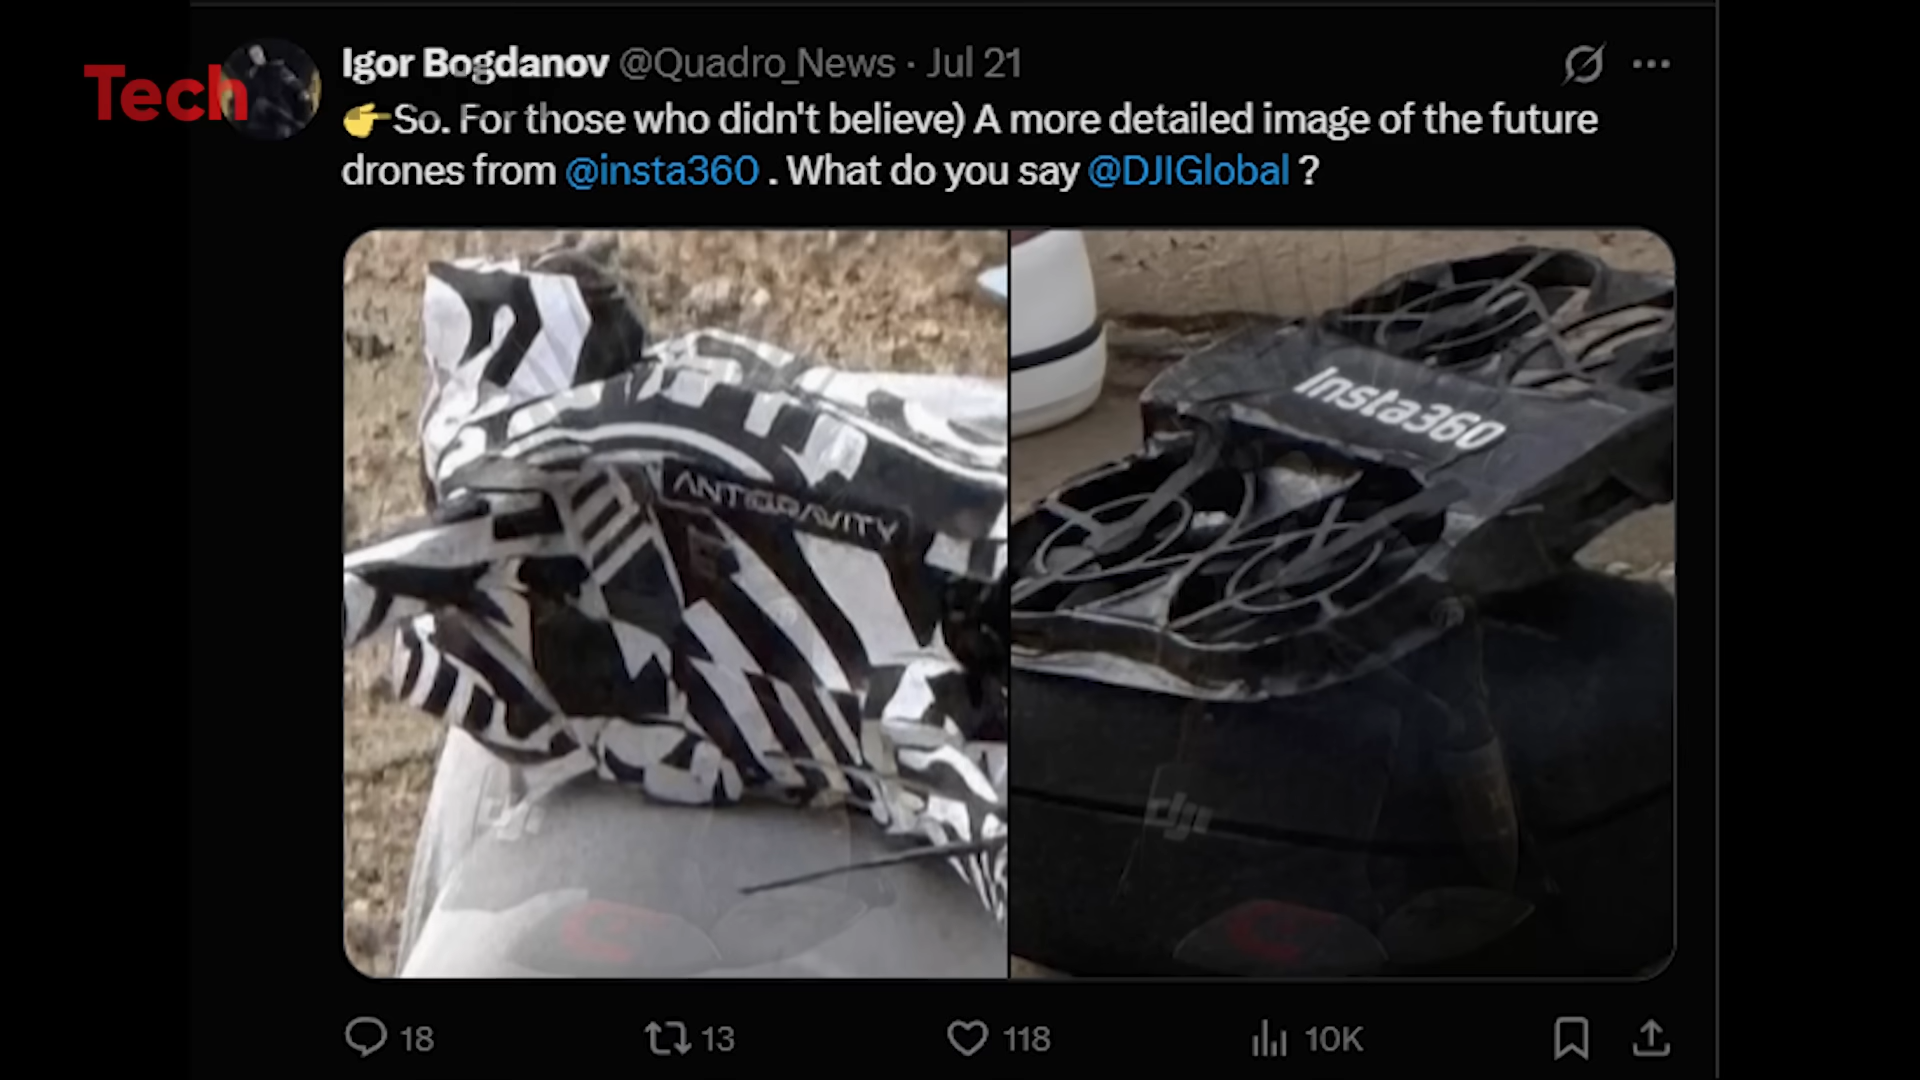 Tech
Igor Bogdanov @Quadro_News · Jul 21
👉So. For those who didn't believe) A more detailed image of the future
drones from @insta360 . What do you say @DJIGlobal ?
ANTIGRAVITY
Insta360
dji
18 13 118 10K